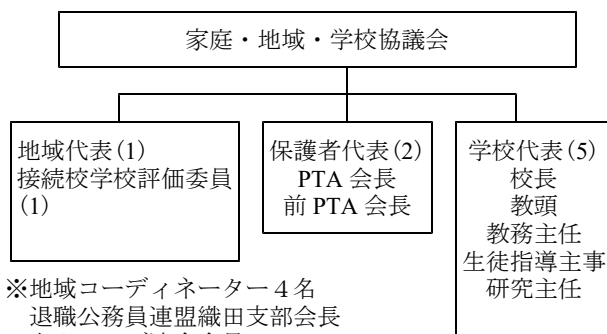 家庭・地域・学校協議会
地域代表(1)
接続校学校評価委員
(1)
保護者代表(2)
PTA 会長
前 PTA 会長
学校代表(5)
校長
教頭
教務主任
生徒指導主事
研究主任
※地域コーディネーター４名
退職公務員連盟織田支部会長